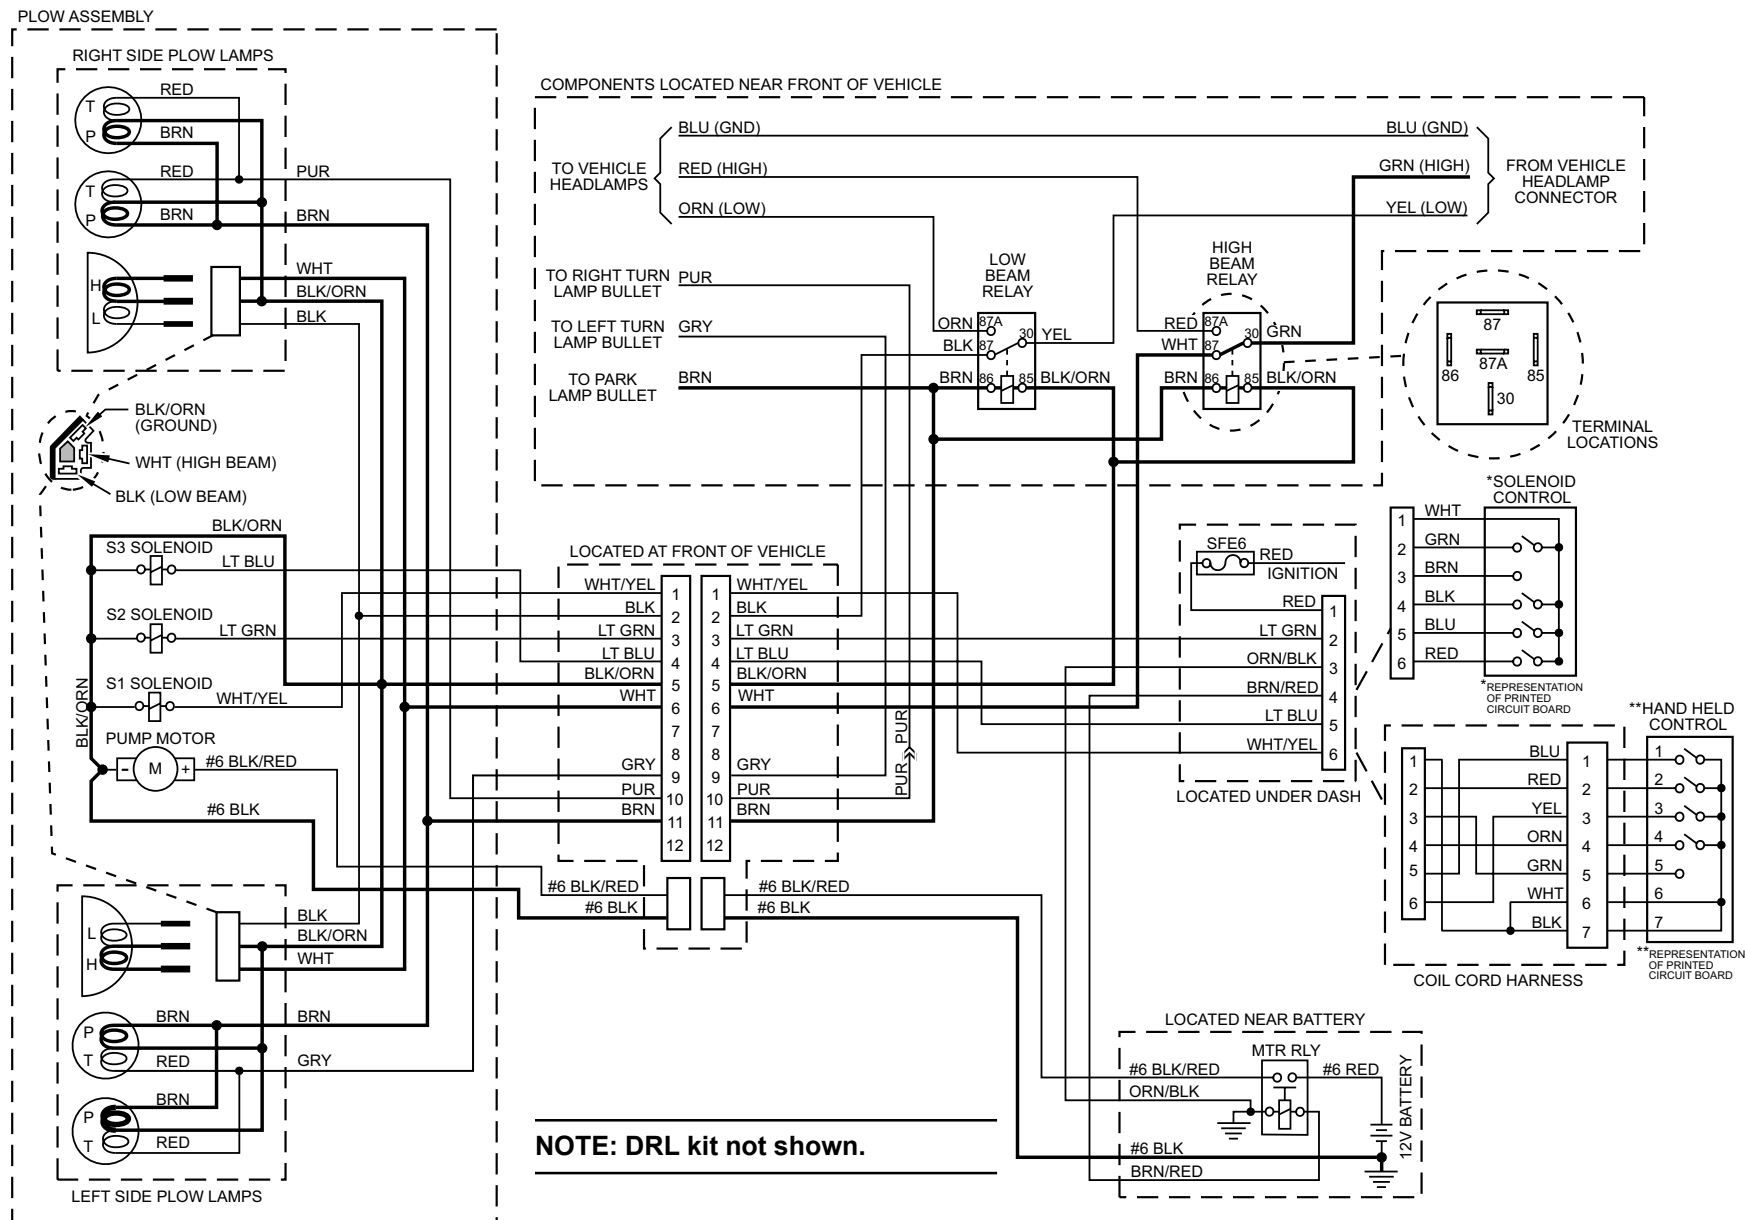 PLOW ASSEMBLY
RIGHT SIDE PLOW LAMPS
T
RED
P
BRN
T
RED
PUR
P
BRN
BRN
H
WHT
BLK/ORN
L
BLK
BLK/ORN
(GROUND)
WHT (HIGH BEAM)
BLK (LOW BEAM)
BLK/ORN
S3 SOLENOID
LT BLU
S2 SOLENOID
LT GRN
S1 SOLENOID
WHT/YEL
BLK/ORN
PUMP MOTOR
- M +
#6 BLK/RED
#6 BLK
L
BLK
BLK/ORN
H
WHT
P
BRN
BRN
T
RED
GRY
P
BRN
T
RED
LEFT SIDE PLOW LAMPS
COMPONENTS LOCATED NEAR FRONT OF VEHICLE
TO VEHICLE
HEADLAMPS
BLU (GND)
RED (HIGH)
ORN (LOW)
BLU (GND)
GRN (HIGH)
YEL (LOW)
FROM VEHICLE
HEADLAMP
CONNECTOR
TO RIGHT TURN
LAMP BULLET
PUR
TO LEFT TURN
LAMP BULLET
GRY
TO PARK
LAMP BULLET
BRN
LOW
BEAM
RELAY
ORN 87A
30 YEL
BLK 87
BRN 86 85 BLK/ORN
HIGH
BEAM
RELAY
RED 87A
30 GRN
WHT 87
BRN 86 85 BLK/ORN
87
87A
86
85
30
TERMINAL
LOCATIONS
LOCATED AT FRONT OF VEHICLE
WHT/YEL 1 1 WHT/YEL
BLK 2 2 BLK
LT GRN 3 3 LT GRN
LT BLU 4 4 LT BLU
BLK/ORN 5 5 BLK/ORN
WHT 6 6 WHT
7 7
8 8
GRY 9 9 GRY
PUR 10 10 PUR
BRN 11 11 BRN
12 12
PUR
PUR
#6 BLK/RED #6 BLK/RED
#6 BLK #6 BLK
SFE6
RED
IGNITION
RED 1
LT GRN 2
ORN/BLK 3
BRN/RED 4
LT BLU 5
WHT/YEL 6
LOCATED UNDER DASH
*SOLENOID
CONTROL
1 WHT
2 GRN
3 BRN
4 BLK
5 BLU
6 RED
*REPRESENTATION
OF PRINTED
CIRCUIT BOARD
**HAND HELD
CONTROL
1 BLU 1 1
2 RED 2 2
3 YEL 3 3
4 ORN 4 4
5 GRN 5 5
6 WHT 6 6
BLK 7 7
**REPRESENTATION
OF PRINTED
CIRCUIT BOARD
COIL CORD HARNESS
LOCATED NEAR BATTERY
MTR RLY
#6 BLK/RED
#6 RED
ORN/BLK
#6 BLK
BRN/RED
12V BATTERY
NOTE: DRL kit not shown.